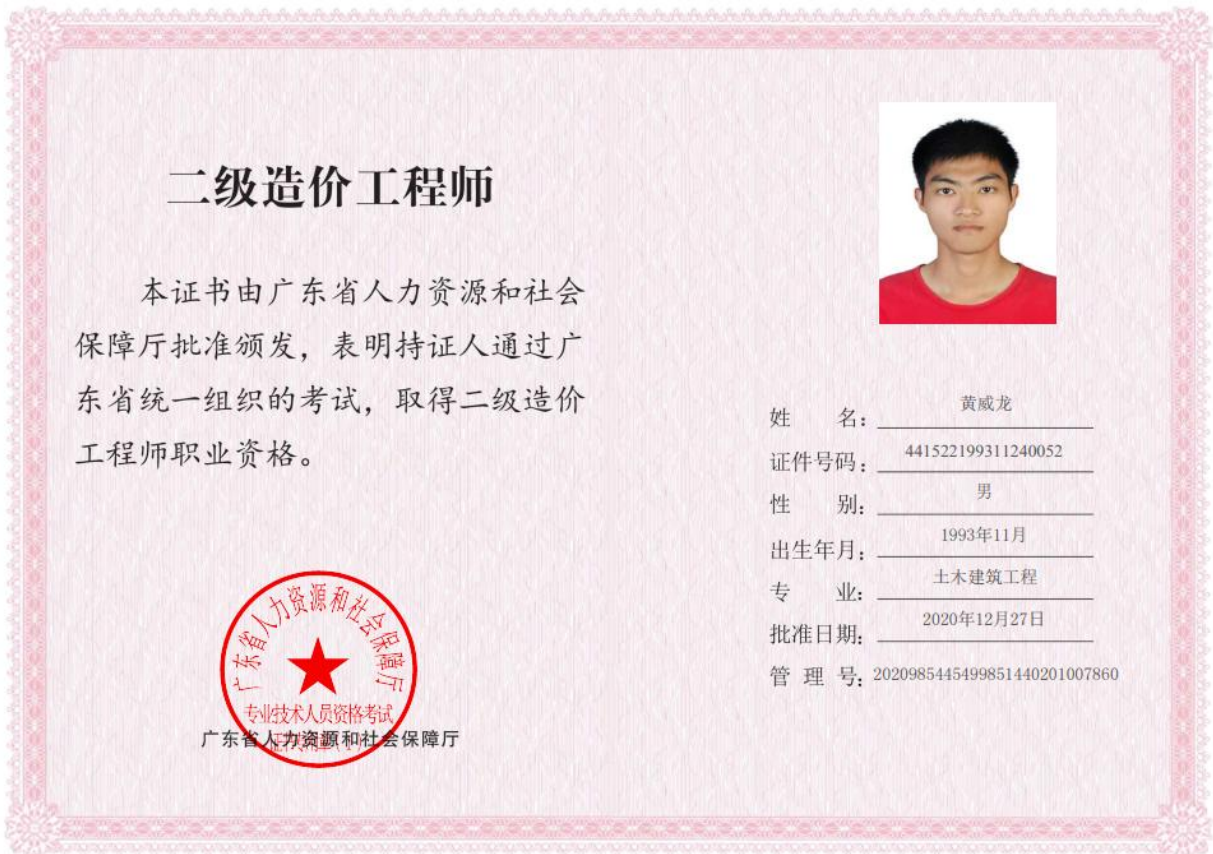 二级造价工程师
本证书由广东省人力资源和社会
保障厅批准颁发，表明持证人通过广
东省统一组织的考试，取得二级造价
工程师职业资格。
广东省人力资源和社会保障厅
专业技术人员资格考试
广东省人力资源和社会保障厅
姓 名：黄威龙
证件号码：441522199311240052
性 别：男
出生年月：1993年11月
专 业：土木建筑工程
批准日期：2020年12月27日
管 理 号：2020985445499851440201007860